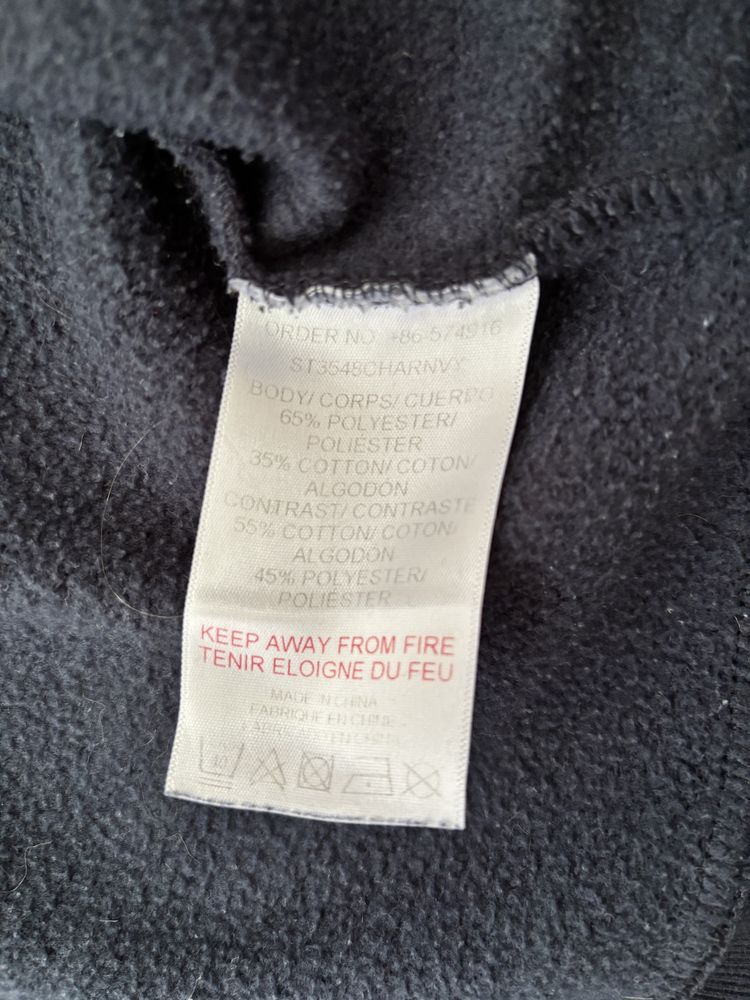 ORDER NO. +86-574916
ST3548CHARNVY
BODY/ CORPS/ CUERPO
65% POLYESTER/
POLIÉSTER
35% COTTON/ COTON/
ALGODÓN
CONTRAST/ CONTRASTE
55% COTTON/ COTON/
ALGODÓN
45% POLYESTER/
POLIÉSTER
KEEP AWAY FROM FIRE
TENIR ELOIGNE DU FEU
MADE IN CHINA
FABRIQUE EN CHINE